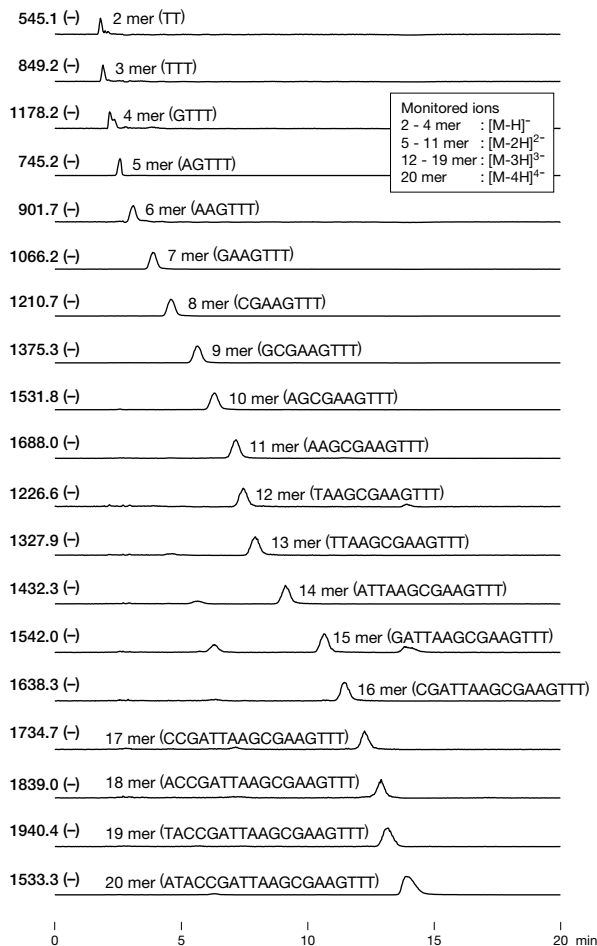 545.1 (–) 2 mer (TT)
849.2 (–) 3 mer (TTT)
1178.2 (–) 4 mer (GTTT)
Monitored ions
2 - 4 mer : [M-H]⁻
5 - 11 mer : [M-2H]²⁻
12 - 19 mer : [M-3H]³⁻
20 mer : [M-4H]⁴⁻
745.2 (–) 5 mer (AGTTT)
901.7 (–) 6 mer (AAGTTT)
1066.2 (–) 7 mer (GAAGTTT)
1210.7 (–) 8 mer (CGAAGTTT)
1375.3 (–) 9 mer (GCGAAGTTT)
1531.8 (–) 10 mer (AGCGAAGTTT)
1688.0 (–) 11 mer (AAGCGAAGTTT)
1226.6 (–) 12 mer (TAAGCGAAGTTT)
1327.9 (–) 13 mer (TTAAGCGAAGTTT)
1432.3 (–) 14 mer (ATTAAGCGAAGTTT)
1542.0 (–) 15 mer (GATTAAGCGAAGTTT)
1638.3 (–) 16 mer (CGATTAAGCGAAGTTT)
1734.7 (–) 17 mer (CCGATTAAGCGAAGTTT)
1839.0 (–) 18 mer (ACCGATTAAGCGAAGTTT)
1940.4 (–) 19 mer (TACCGATTAAGCGAAGTTT)
1533.3 (–) 20 mer (ATACCGATTAAGCGAAGTTT)
0 5 10 15 20 min